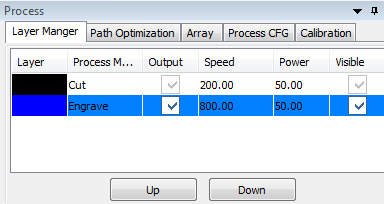 Process
Layer Manger Path Optimization Array Process CFG Calibration
Layer Process M... Output Speed Power Visible
Cut 200.00 50.00
Engrave 800.00 50.00
Up Down